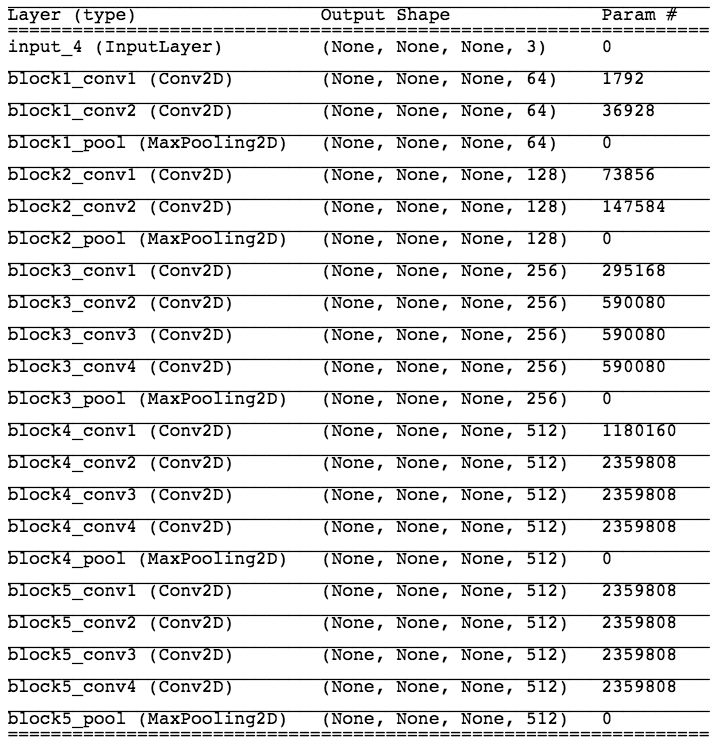 Layer (type) Output Shape Param #
input_4 (InputLayer) (None, None, None, 3) 0
block1_conv1 (Conv2D) (None, None, None, 64) 1792
block1_conv2 (Conv2D) (None, None, None, 64) 36928
block1_pool (MaxPooling2D) (None, None, None, 64) 0
block2_conv1 (Conv2D) (None, None, None, 128) 73856
block2_conv2 (Conv2D) (None, None, None, 128) 147584
block2_pool (MaxPooling2D) (None, None, None, 128) 0
block3_conv1 (Conv2D) (None, None, None, 256) 295168
block3_conv2 (Conv2D) (None, None, None, 256) 590080
block3_conv3 (Conv2D) (None, None, None, 256) 590080
block3_conv4 (Conv2D) (None, None, None, 256) 590080
block3_pool (MaxPooling2D) (None, None, None, 256) 0
block4_conv1 (Conv2D) (None, None, None, 512) 1180160
block4_conv2 (Conv2D) (None, None, None, 512) 2359808
block4_conv3 (Conv2D) (None, None, None, 512) 2359808
block4_conv4 (Conv2D) (None, None, None, 512) 2359808
block4_pool (MaxPooling2D) (None, None, None, 512) 0
block5_conv1 (Conv2D) (None, None, None, 512) 2359808
block5_conv2 (Conv2D) (None, None, None, 512) 2359808
block5_conv3 (Conv2D) (None, None, None, 512) 2359808
block5_conv4 (Conv2D) (None, None, None, 512) 2359808
block5_pool (MaxPooling2D) (None, None, None, 512) 0